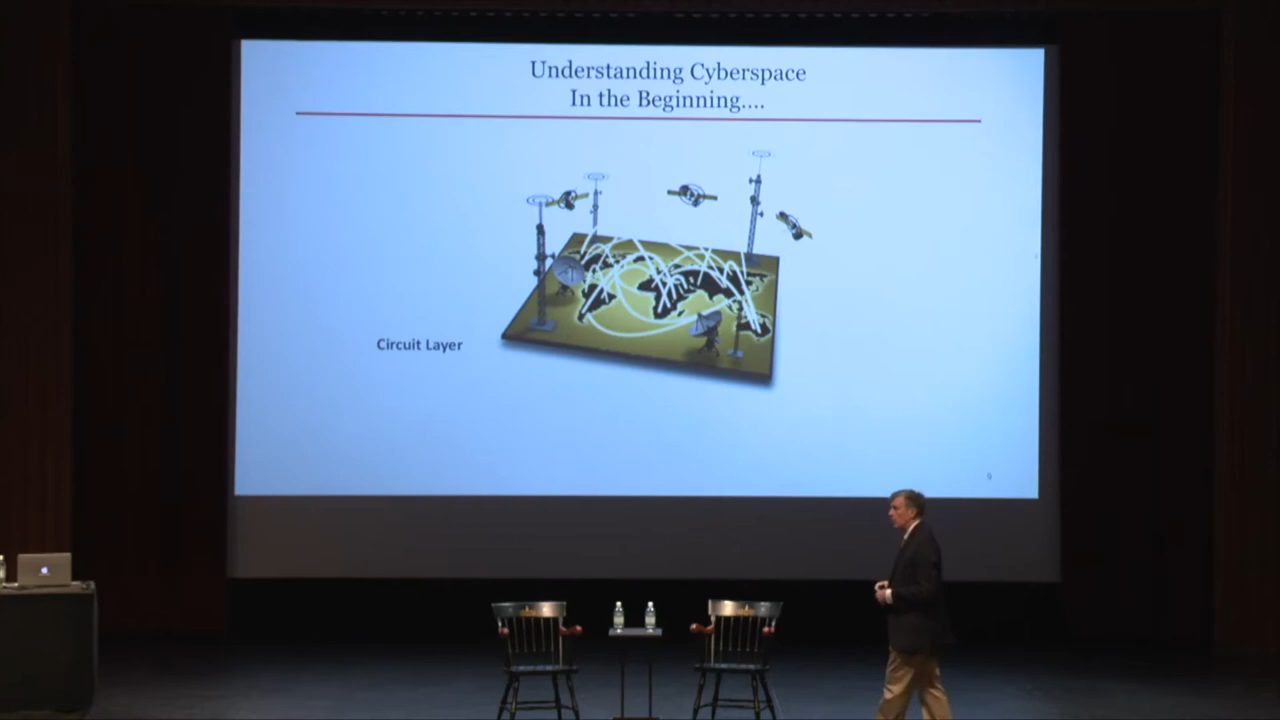 Understanding Cyberspace
In the Beginning....
Circuit Layer
9